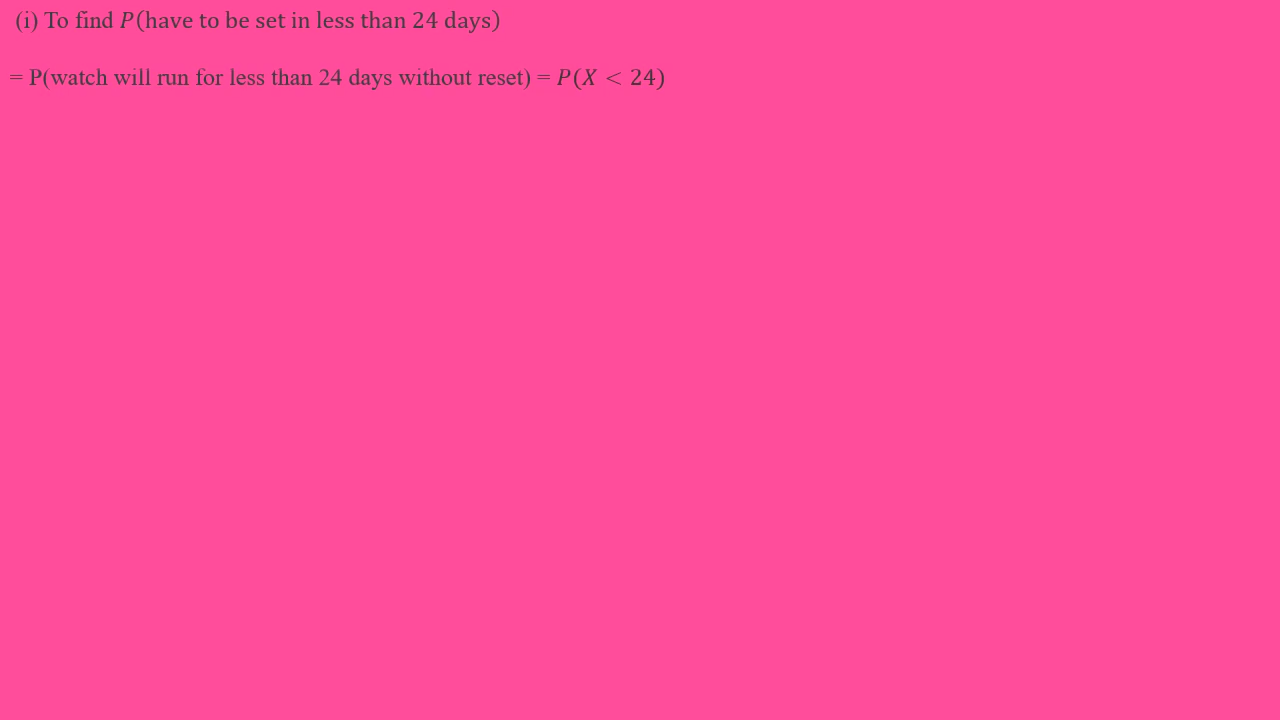 (i) To find P(have to be set in less than 24 days)
= P(watch will run for less than 24 days without reset) = P(X < 24)